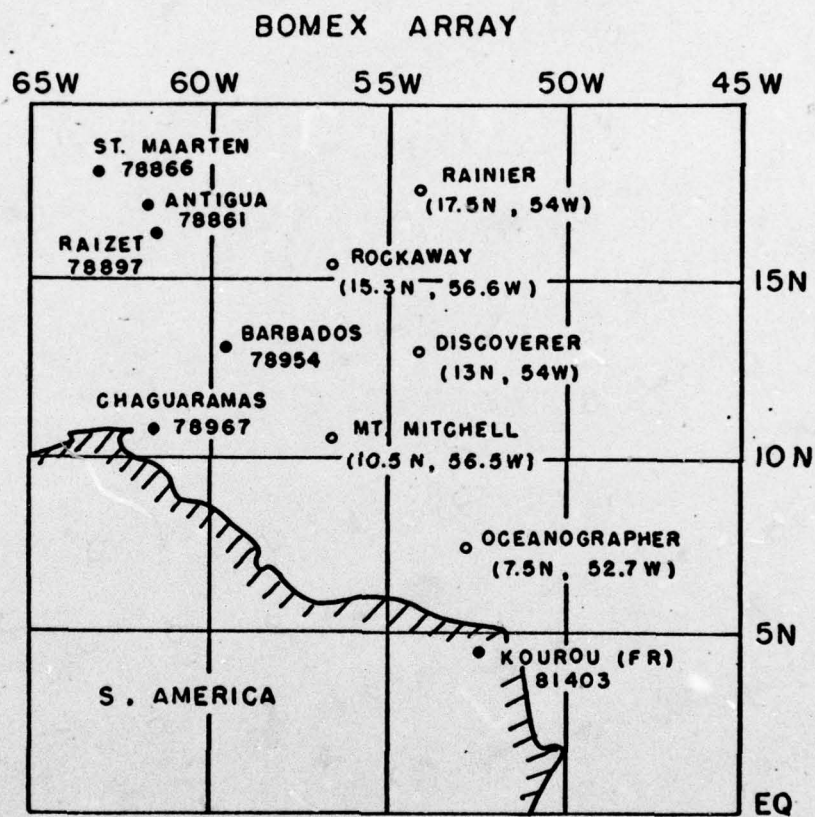 BOMEX ARRAY
65W 60W 55W 50W 45W
ST. MAARTEN
78866
ANTIGUA
78861
RAIZET
78897
RAINIER
(17.5N, 54W)
ROCKAWAY
(15.3N, 56.6W)
15N
BARBADOS
78954
DISCOVERER
(13N, 54W)
CHAGUARAMAS
78967
MT. MITCHELL
(10.5N, 56.5W)
10N
OCEANOGRAPHER
(7.5N, 52.7W)
5N
KOUROU (FR)
81403
S. AMERICA
EQ